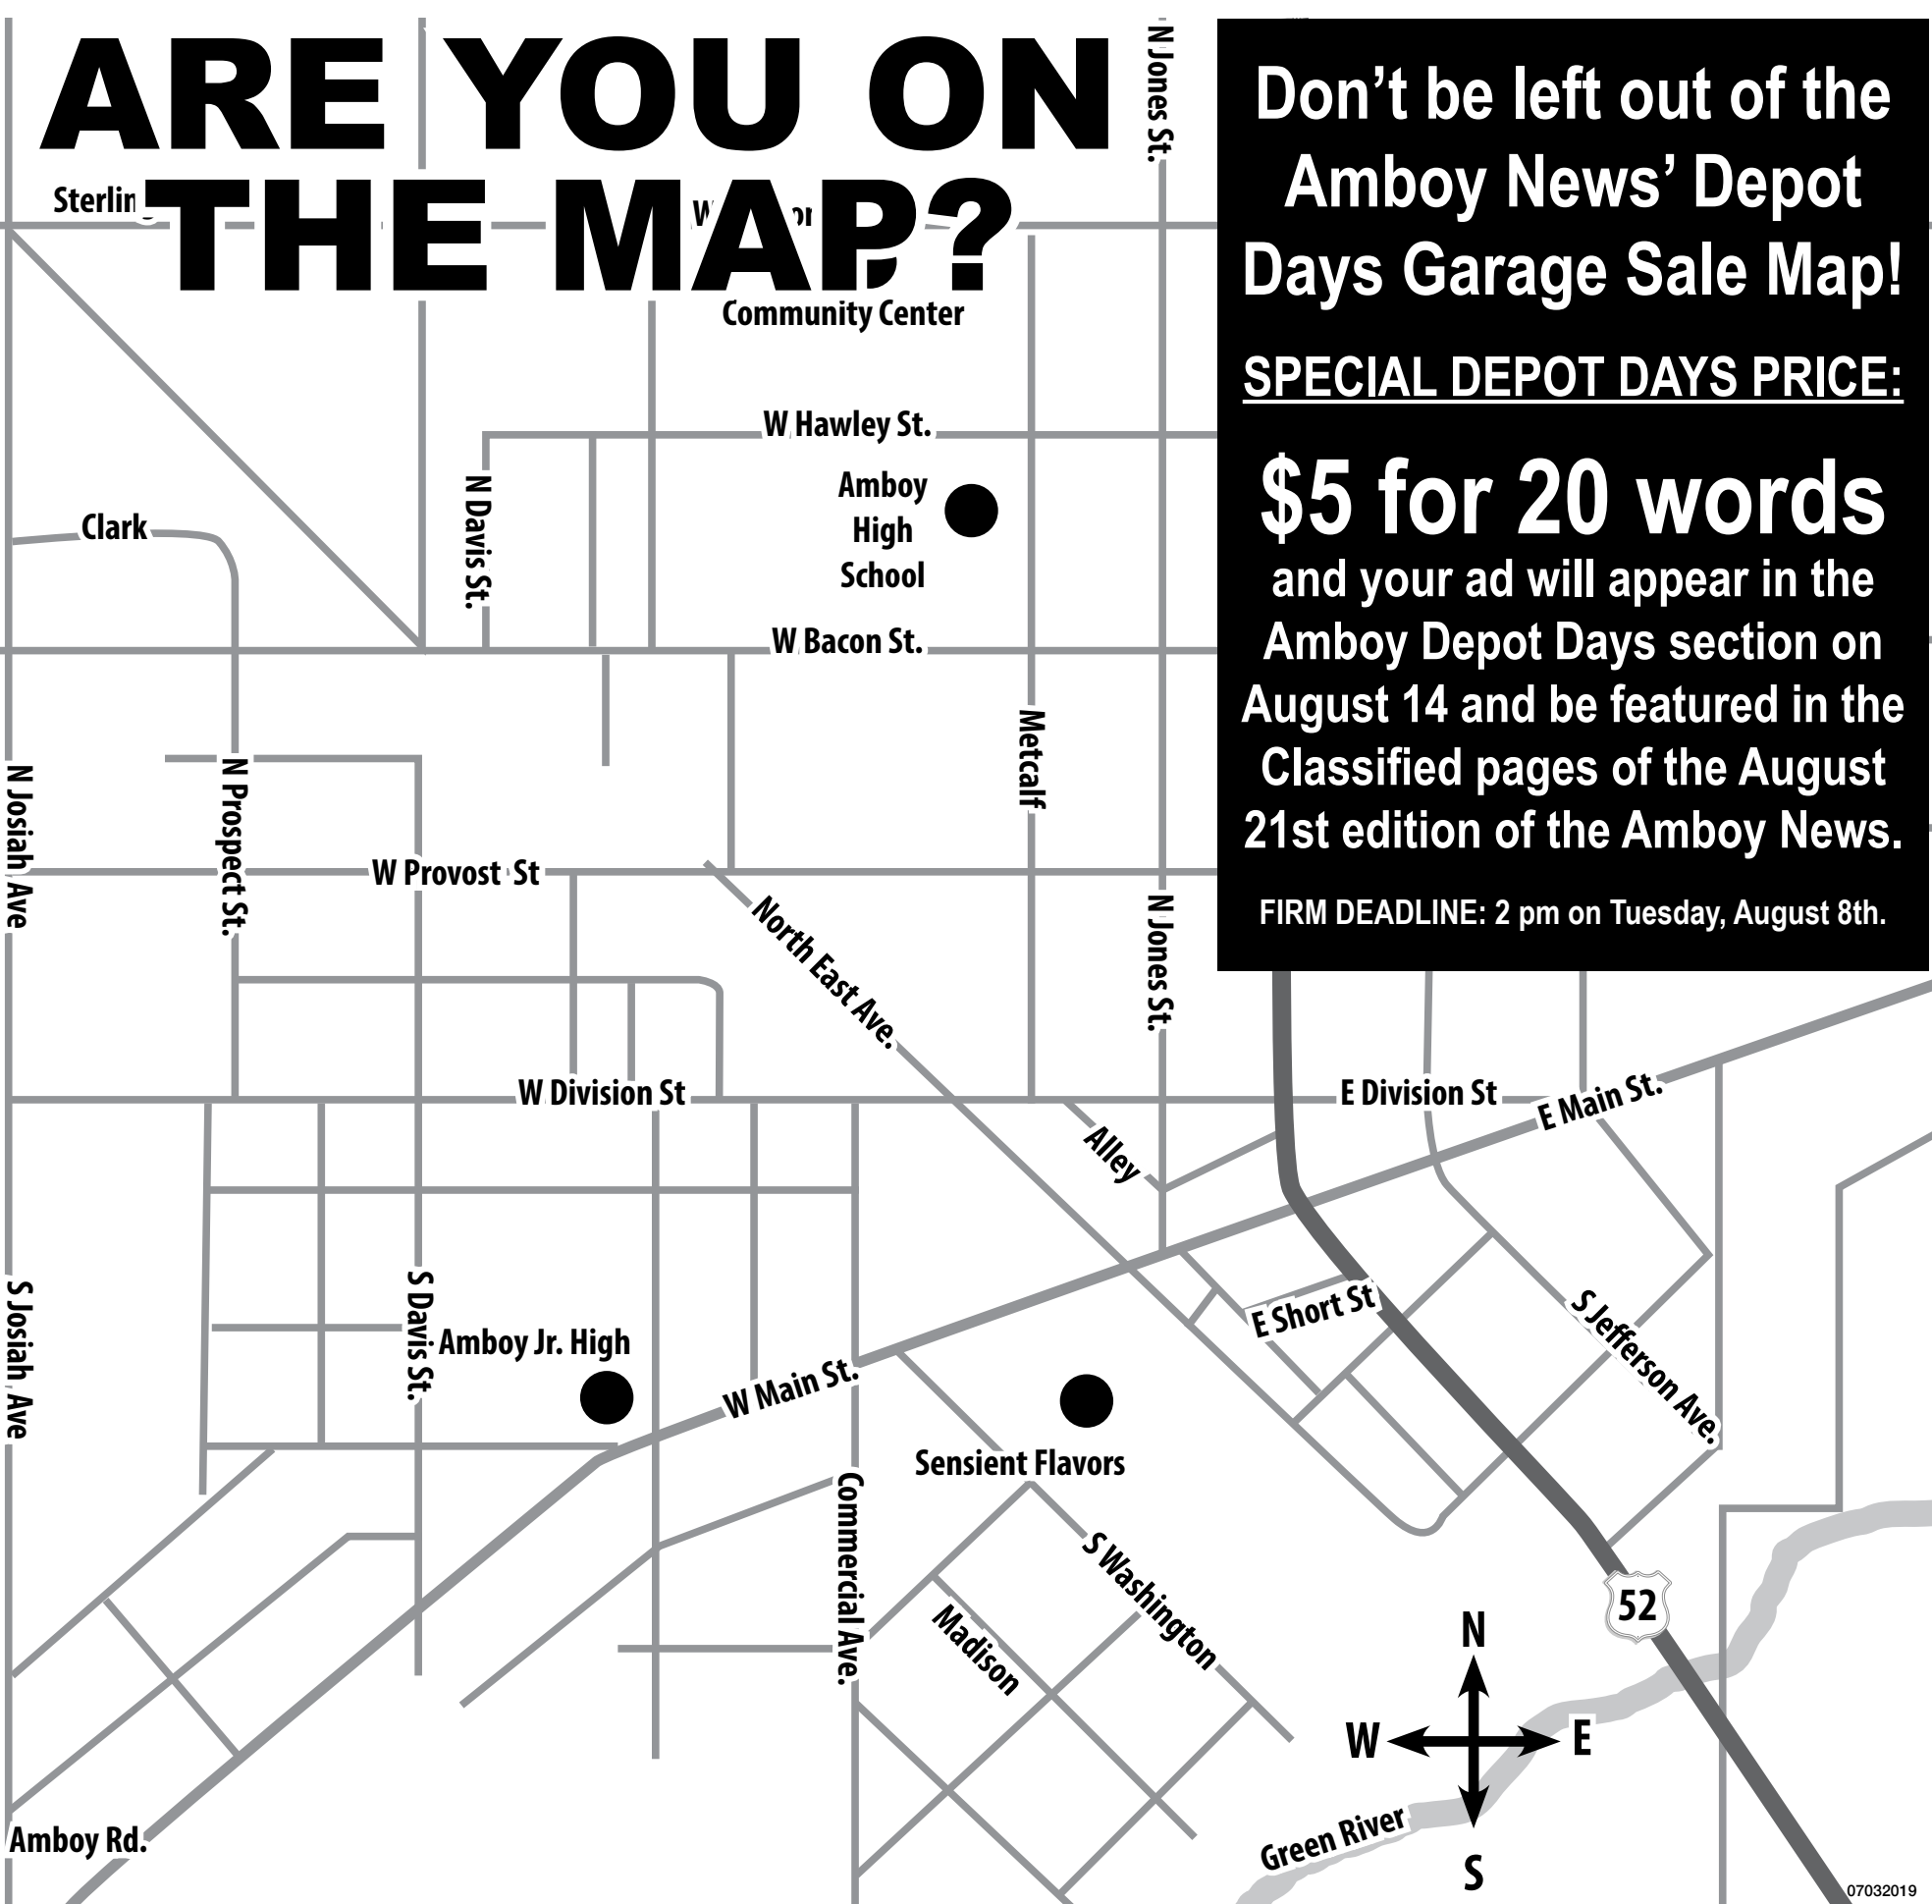 ARE YOU ON
THE MAP?
N Jones St.
Community Center
W Hawley St.
Amboy
High
School
N Davis St.
Clark
W Bacon St.
Metcalf
N Josiah Ave
N Prospect St.
W Provost St
North East Ave.
N Jones St.
W Division St
E Division St
E Main St.
Alley
S Josiah Ave
S Davis St.
Amboy Jr. High
W Main St.
E Short St
S Jefferson Ave.
Sensient Flavors
Commercial Ave.
S Washington
Madison
52
N
W
E
S
Green River
Amboy Rd.
Don't be left out of the
Amboy News' Depot
Days Garage Sale Map!
SPECIAL DEPOT DAYS PRICE:
$5 for 20 words
and your ad will appear in the
Amboy Depot Days section on
August 14 and be featured in the
Classified pages of the August
21st edition of the Amboy News.
FIRM DEADLINE: 2 pm on Tuesday, August 8th.
07032019